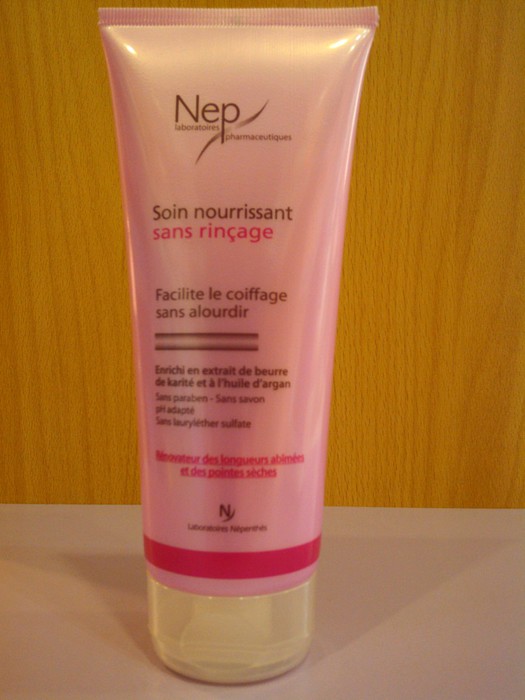 Nep
laboratoires
pharmaceutiques
Soin nourrissant
sans rinçage
Facilite le coiffage
sans alourdir
Enrichi en extrait de beurre
de karité et à l'huile d'argan
Sans paraben - Sans savon
pH adapté
Sans lauryléther sulfate
Rénovateur des longueurs abîmées
et des pointes sèches
N
Laboratoires Néperthès